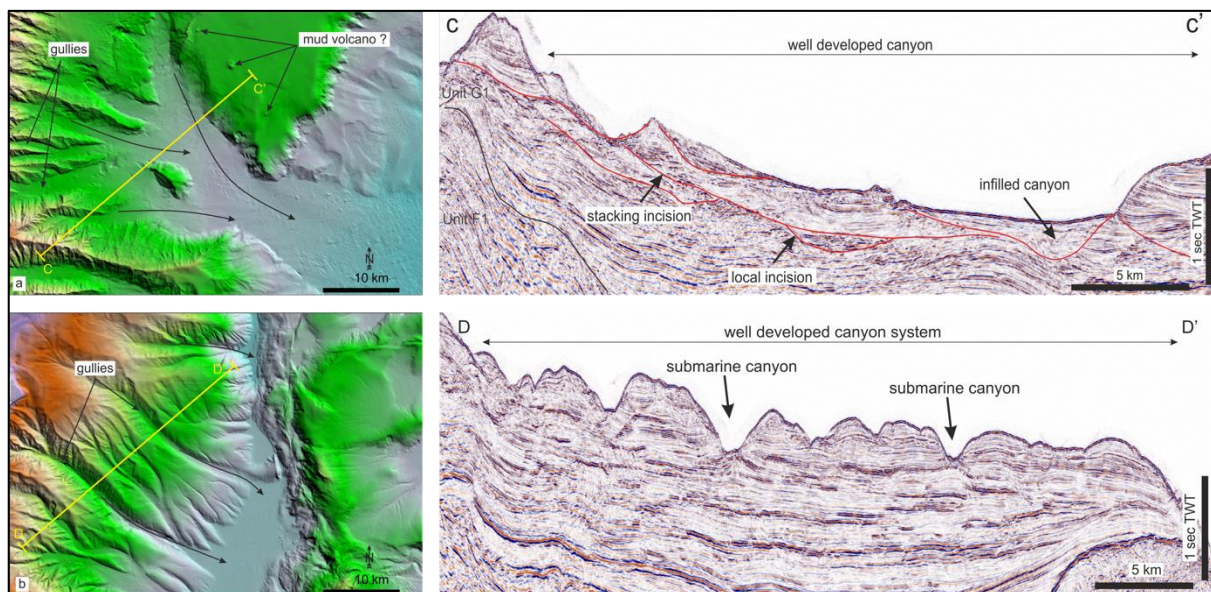 gullies
mud volcano ?
C'
C
N
10 km
a
C
C'
well developed canyon
Unit G1
Unit F1
stacking incision
local incision
infilled canyon
5 km
1 sec TWT
gullies
D
D
N
10 km
b
D
D'
well developed canyon system
submarine canyon
submarine canyon
5 km
1 sec TWT